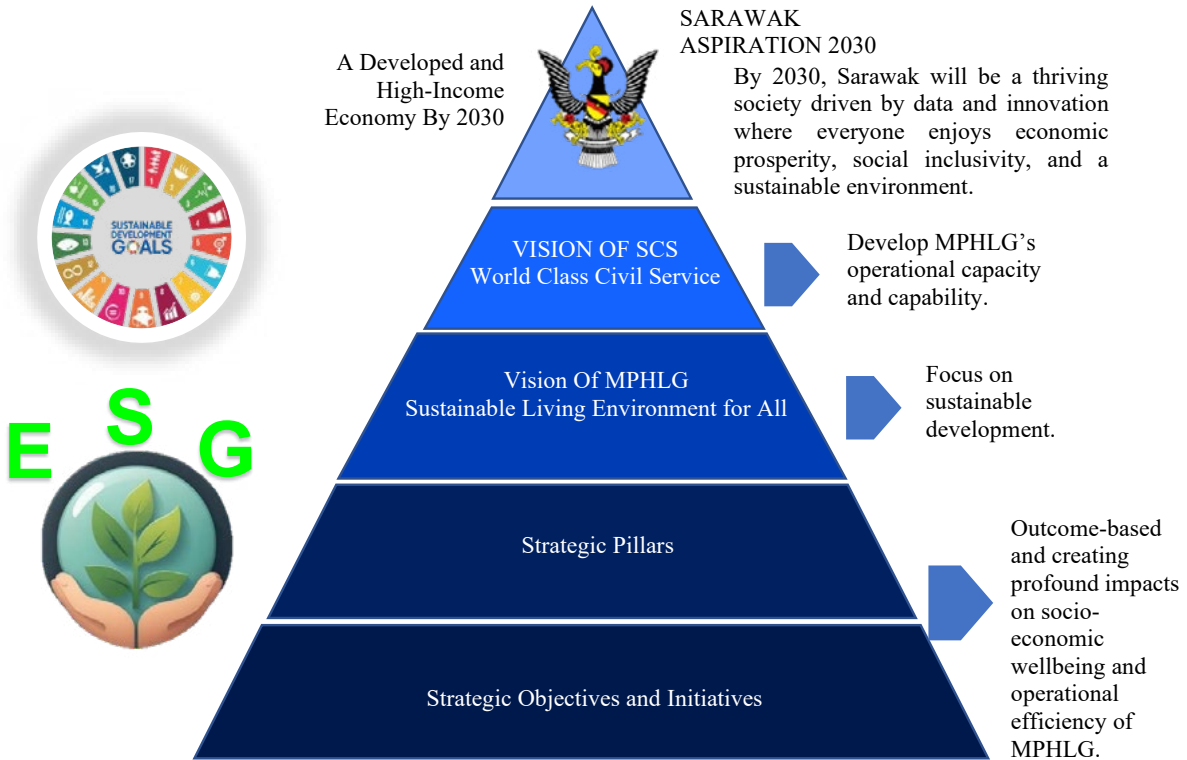 A Developed and
High-Income
Economy By 2030
SARAWAK
ASPIRATION 2030
By 2030, Sarawak will be a thriving
society driven by data and innovation
where everyone enjoys economic
prosperity, social inclusivity, and a
sustainable environment.
SUSTAINABLE
DEVELOPMENT
GOALS
VISION OF SCS
World Class Civil Service
Develop MPHLG’s
operational capacity
and capability.
Vision Of MPHLG
Sustainable Living Environment for All
Focus on
sustainable
development.
E S G
Strategic Pillars
Outcome-based
and creating
profound impacts
on socio-
economic
wellbeing and
operational
efficiency of
MPHLG.
Strategic Objectives and Initiatives